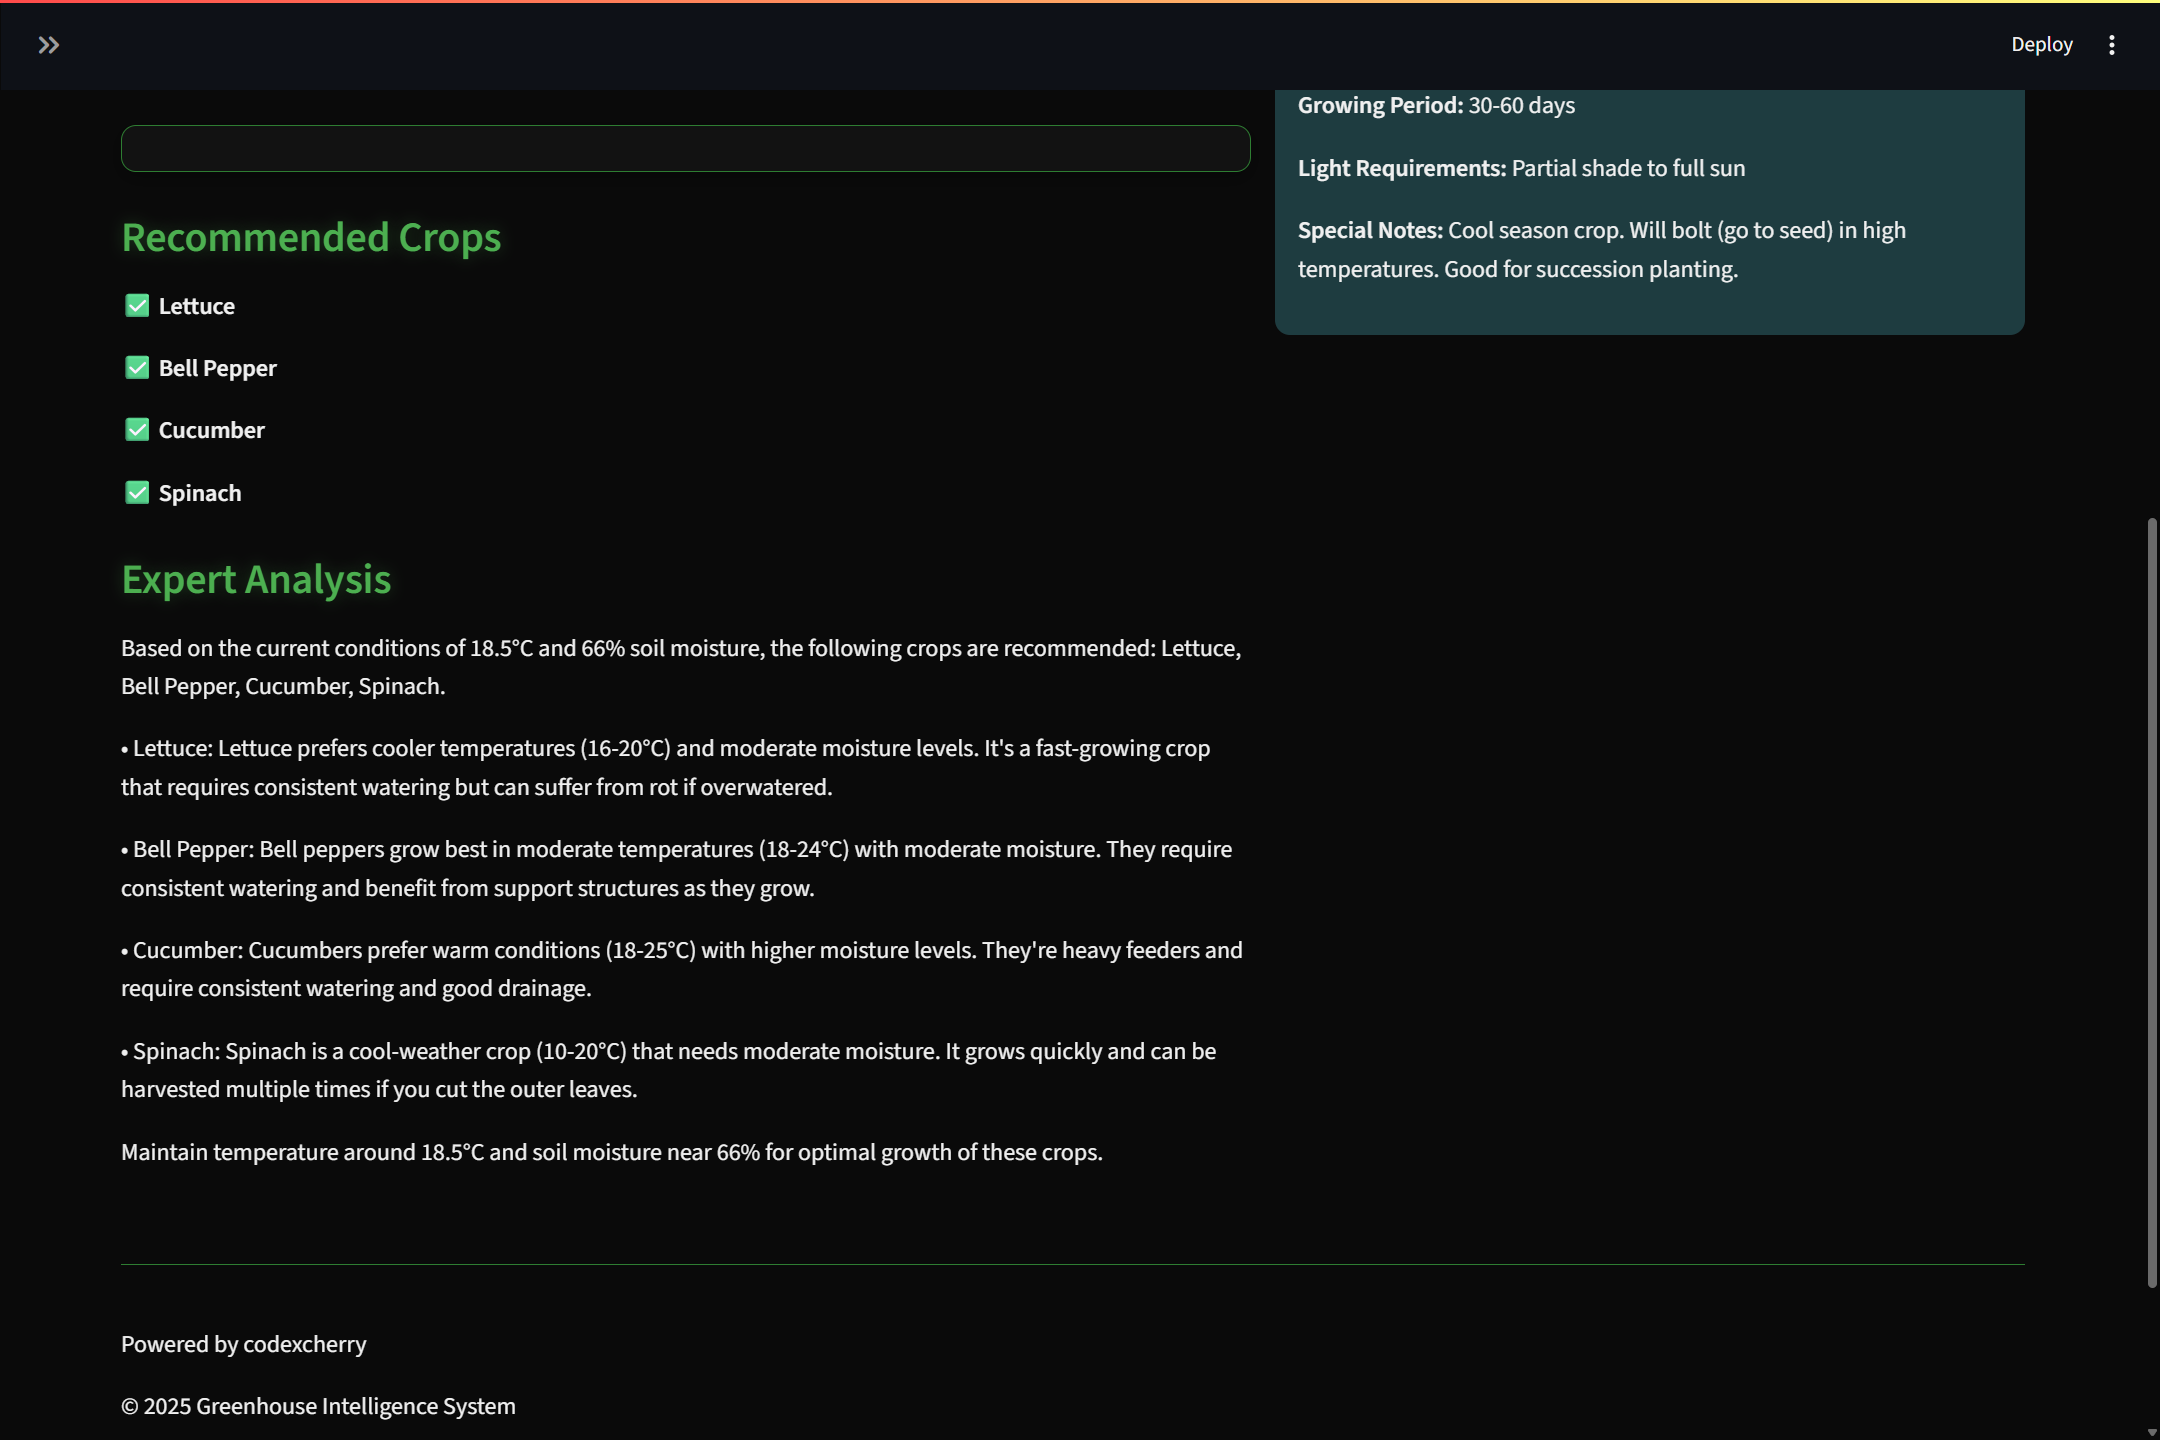 Deploy
Growing Period: 30-60 days
Light Requirements: Partial shade to full sun
Special Notes: Cool season crop. Will bolt (go to seed) in high
temperatures. Good for succession planting.
Recommended Crops
✅ Lettuce
✅ Bell Pepper
✅ Cucumber
✅ Spinach
Expert Analysis
Based on the current conditions of 18.5°C and 66% soil moisture, the following crops are recommended: Lettuce,
Bell Pepper, Cucumber, Spinach.
• Lettuce: Lettuce prefers cooler temperatures (16-20°C) and moderate moisture levels. It's a fast-growing crop
that requires consistent watering but can suffer from rot if overwatered.
• Bell Pepper: Bell peppers grow best in moderate temperatures (18-24°C) with moderate moisture. They require
consistent watering and benefit from support structures as they grow.
• Cucumber: Cucumbers prefer warm conditions (18-25°C) with higher moisture levels. They're heavy feeders and
require consistent watering and good drainage.
• Spinach: Spinach is a cool-weather crop (10-20°C) that needs moderate moisture. It grows quickly and can be
harvested multiple times if you cut the outer leaves.
Maintain temperature around 18.5°C and soil moisture near 66% for optimal growth of these crops.
Powered by codexcherry
© 2025 Greenhouse Intelligence System